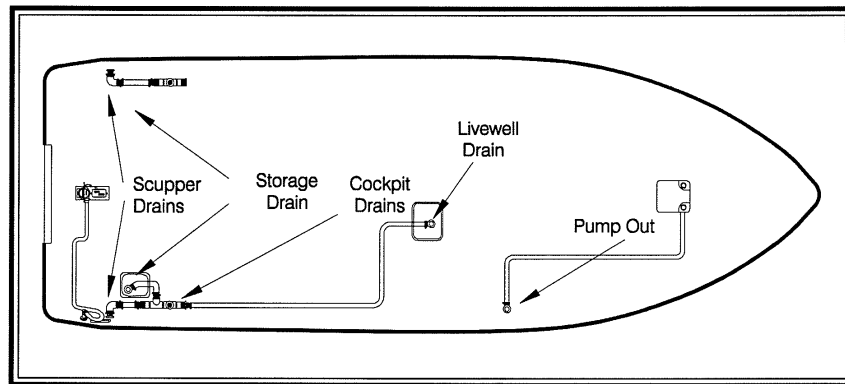 Livewell
Drain
Scupper
Drains
Storage
Drain
Cockpit
Drains
Pump Out